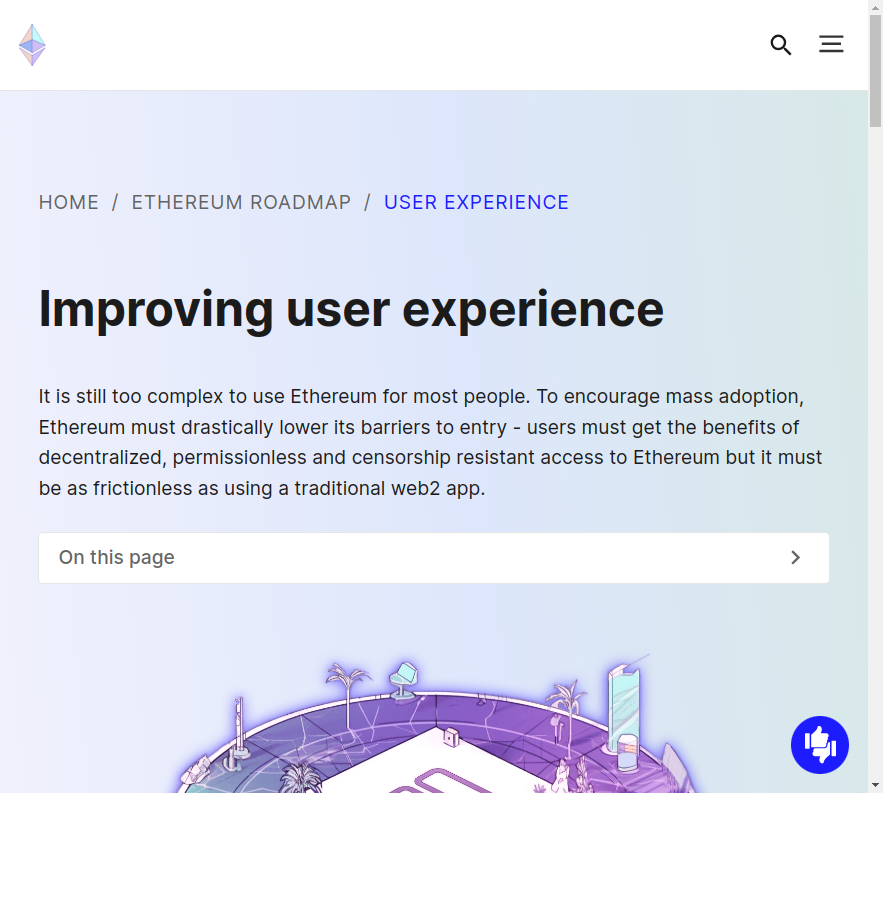 HOME / ETHEREUM ROADMAP / USER EXPERIENCE
Improving user experience
It is still too complex to use Ethereum for most people. To encourage mass adoption,
Ethereum must drastically lower its barriers to entry - users must get the benefits of
decentralized, permissionless and censorship resistant access to Ethereum but it must
be as frictionless as using a traditional web2 app.
On this page